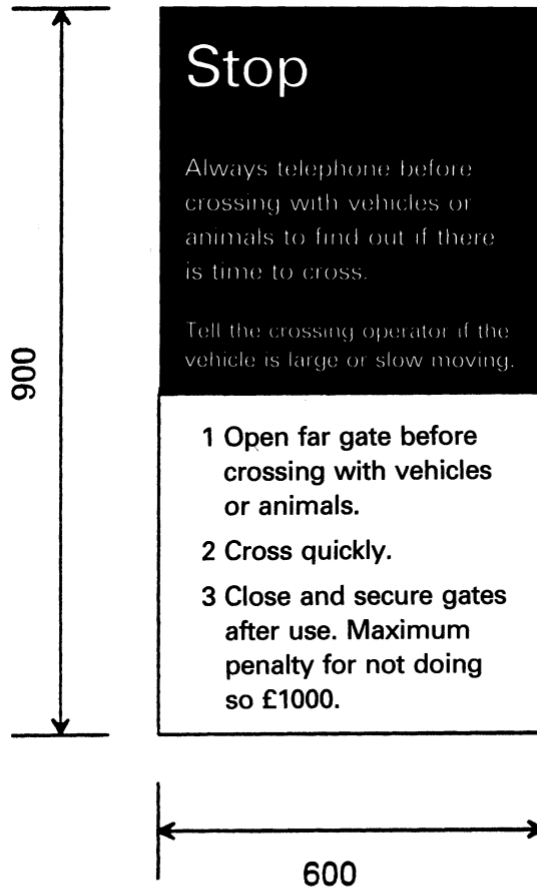 Stop
Always telephone before
crossing with vehicles or
animals to find out if there
is time to cross.
Tell the crossing operator if the
vehicle is large or slow moving.
1 Open far gate before
crossing with vehicles
or animals.
2 Cross quickly.
3 Close and secure gates
after use. Maximum
penalty for not doing
so £1000.
900
600